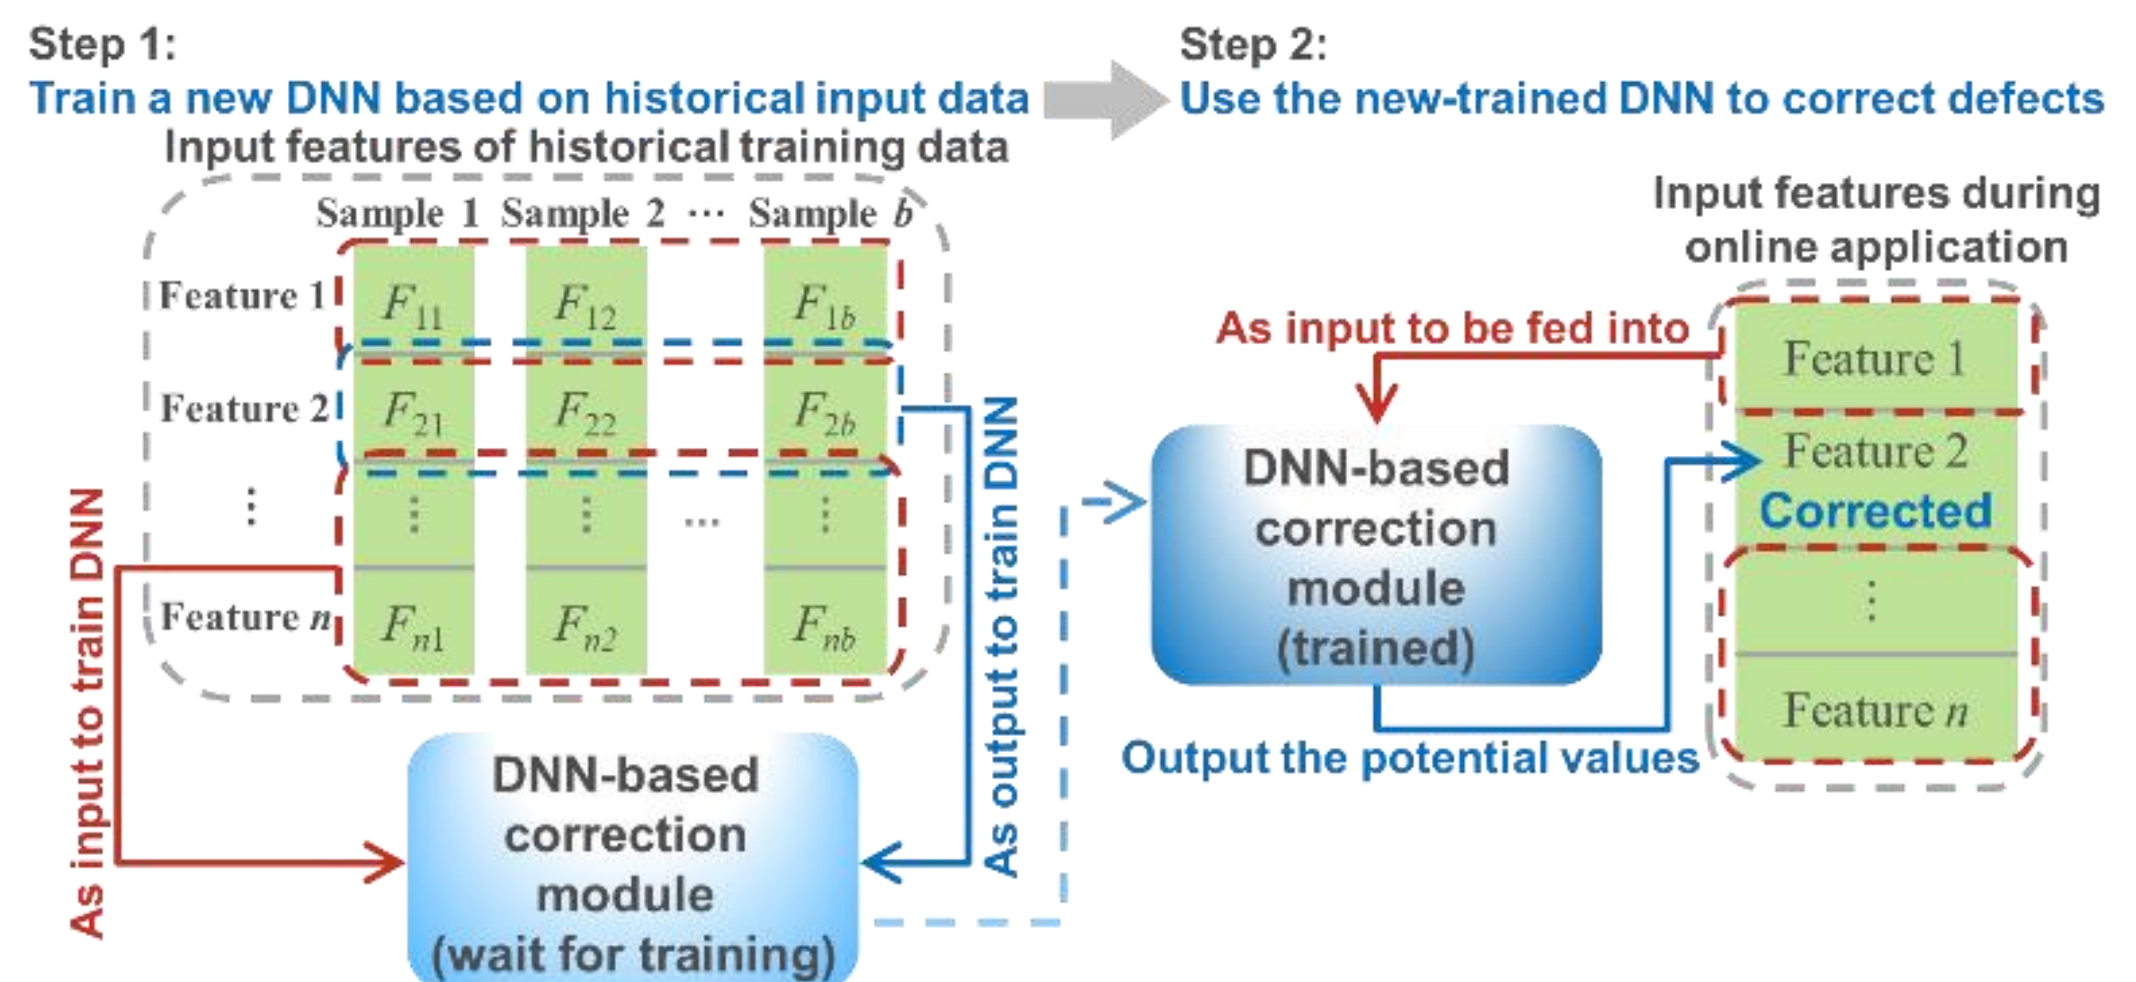 Step 1:
Train a new DNN based on historical input data
Input features of historical training data
Sample 1 Sample 2 ··· Sample b
Feature 1 F11 F12 F1b
Feature 2 F21 F22 F2b
⋮ ⋮ ⋮ ··· ⋮
Feature n Fn1 Fn2 Fnb
As input to train DNN
As output to train DNN
DNN-based
correction
module
(wait for training)
Step 2:
Use the new-trained DNN to correct defects
Input features during
online application
As input to be fed into
Feature 1
Feature 2
Corrected
⋮
Feature n
DNN-based
correction
module
(trained)
Output the potential values